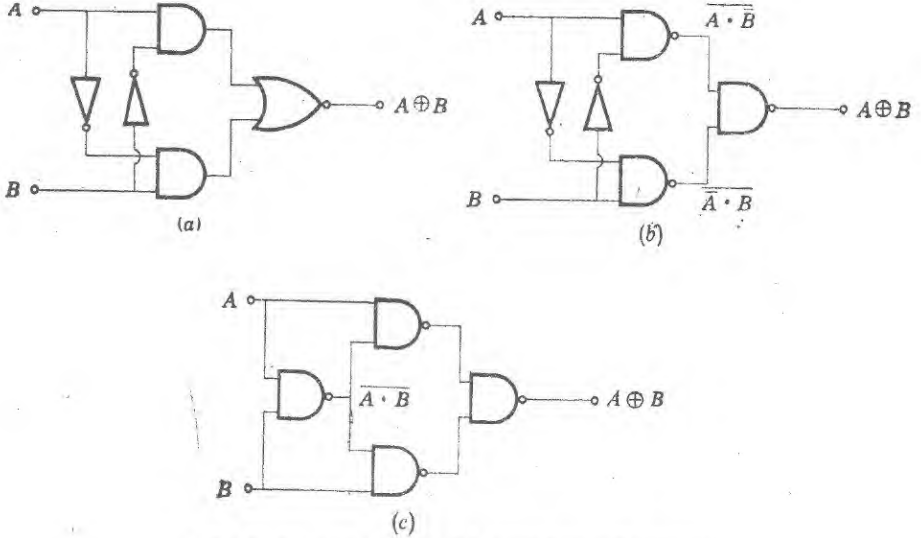 A
B
A ⊕ B
(a)
A
B
$\overline{A \cdot \overline{B}}$
$\overline{\overline{A} \cdot B}$
A ⊕ B
(b)
A
B
$\overline{A \cdot B}$
A ⊕ B
(c)